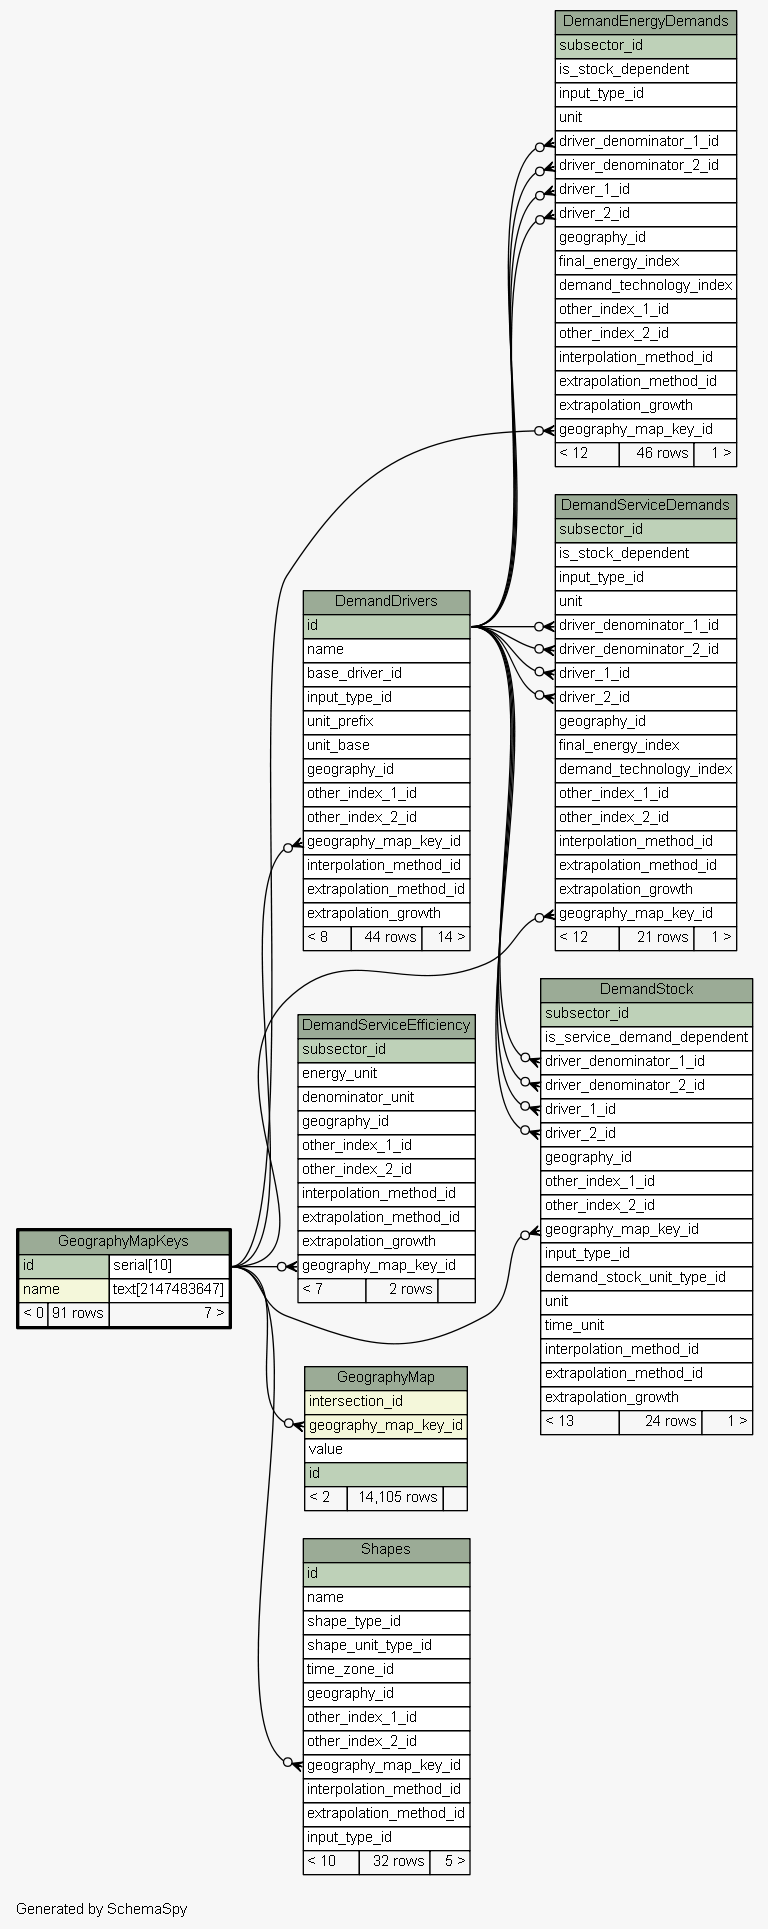 DemandEnergyDemands
subsector_id
is_stock_dependent
input_type_id
unit
driver_denominator_1_id
driver_denominator_2_id
driver_1_id
driver_2_id
geography_id
final_energy_index
demand_technology_index
other_index_1_id
other_index_2_id
interpolation_method_id
extrapolation_method_id
extrapolation_growth
geography_map_key_id
< 12 46 rows 1 >
DemandServiceDemands
subsector_id
is_stock_dependent
input_type_id
unit
driver_denominator_1_id
driver_denominator_2_id
driver_1_id
driver_2_id
geography_id
final_energy_index
demand_technology_index
other_index_1_id
other_index_2_id
interpolation_method_id
extrapolation_method_id
extrapolation_growth
geography_map_key_id
< 12 21 rows 1 >
DemandDrivers
id
name
base_driver_id
input_type_id
unit_prefix
unit_base
geography_id
other_index_1_id
other_index_2_id
geography_map_key_id
interpolation_method_id
extrapolation_method_id
extrapolation_growth
< 8 44 rows 14 >
DemandStock
subsector_id
is_service_demand_dependent
driver_denominator_1_id
driver_denominator_2_id
driver_1_id
driver_2_id
geography_id
other_index_1_id
other_index_2_id
geography_map_key_id
input_type_id
demand_stock_unit_type_id
unit
time_unit
interpolation_method_id
extrapolation_method_id
extrapolation_growth
< 13 24 rows 1 >
DemandServiceEfficiency
subsector_id
energy_unit
denominator_unit
geography_id
other_index_1_id
other_index_2_id
interpolation_method_id
extrapolation_method_id
extrapolation_growth
geography_map_key_id
< 7 2 rows
GeographyMapKeys
id serial[10]
name text[2147483647]
< 0 91 rows 7 >
GeographyMap
intersection_id
geography_map_key_id
value
id
< 2 14,105 rows
Shapes
id
name
shape_type_id
shape_unit_type_id
time_zone_id
geography_id
other_index_1_id
other_index_2_id
geography_map_key_id
interpolation_method_id
extrapolation_method_id
input_type_id
< 10 32 rows 5 >
Generated by SchemaSpy